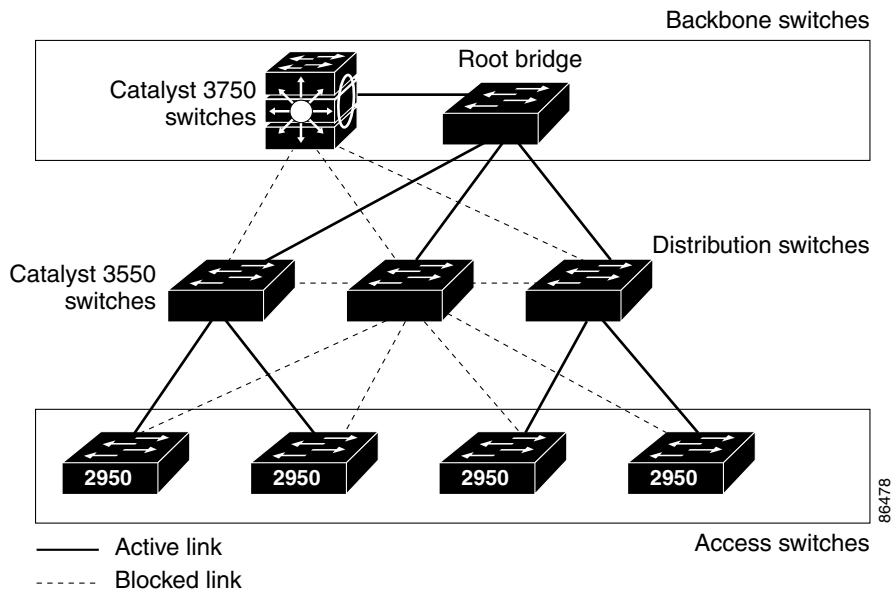 Backbone switches
Root bridge
Catalyst 3750
switches
Catalyst 3550
switches
Distribution switches
2950
2950
2950
2950
86478
Access switches
Active link
Blocked link